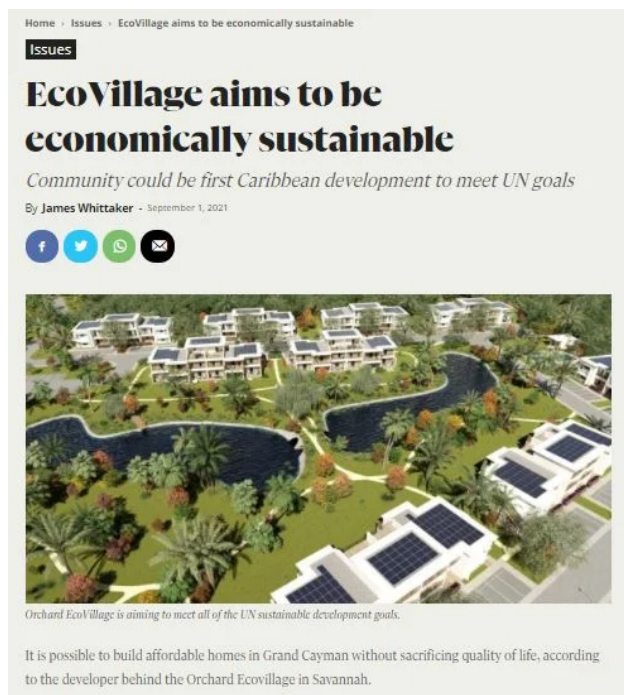 Home › Issues › EcoVillage aims to be economically sustainable
Issues
EcoVillage aims to be
economically sustainable
Community could be first Caribbean development to meet UN goals
By James Whittaker - September 1, 2021
Orchard EcoVillage is aiming to meet all of the UN sustainable development goals.
It is possible to build affordable homes in Grand Cayman without sacrificing quality of life, according
to the developer behind the Orchard Ecovillage in Savannah.